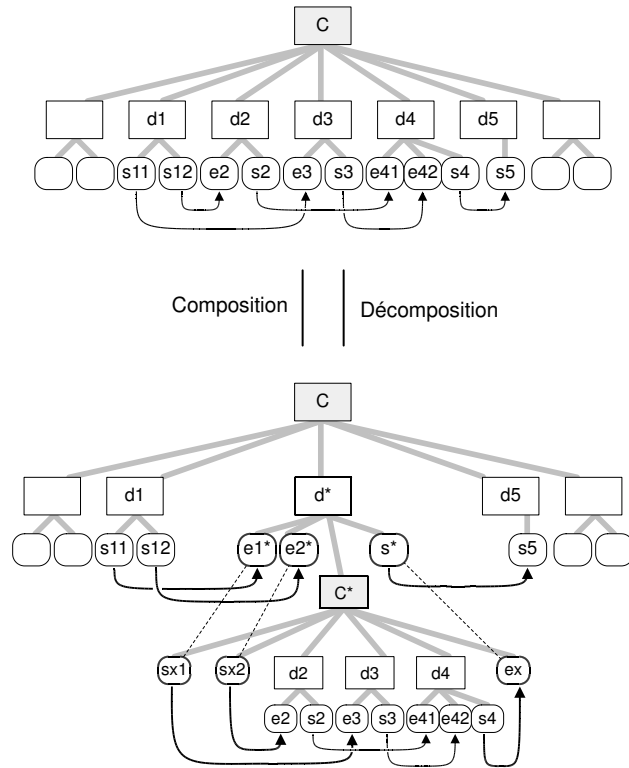 C
d1 d2 d3 d4 d5
s11 s12 e2 s2 e3 s3 e41 e42 s4 s5
Composition Décomposition
C
d1 d* d5
s11 s12 e1* e2* s* s5
C*
sx1 sx2 d2 d3 d4 ex
e2 s2 e3 s3 e41 e42 s4